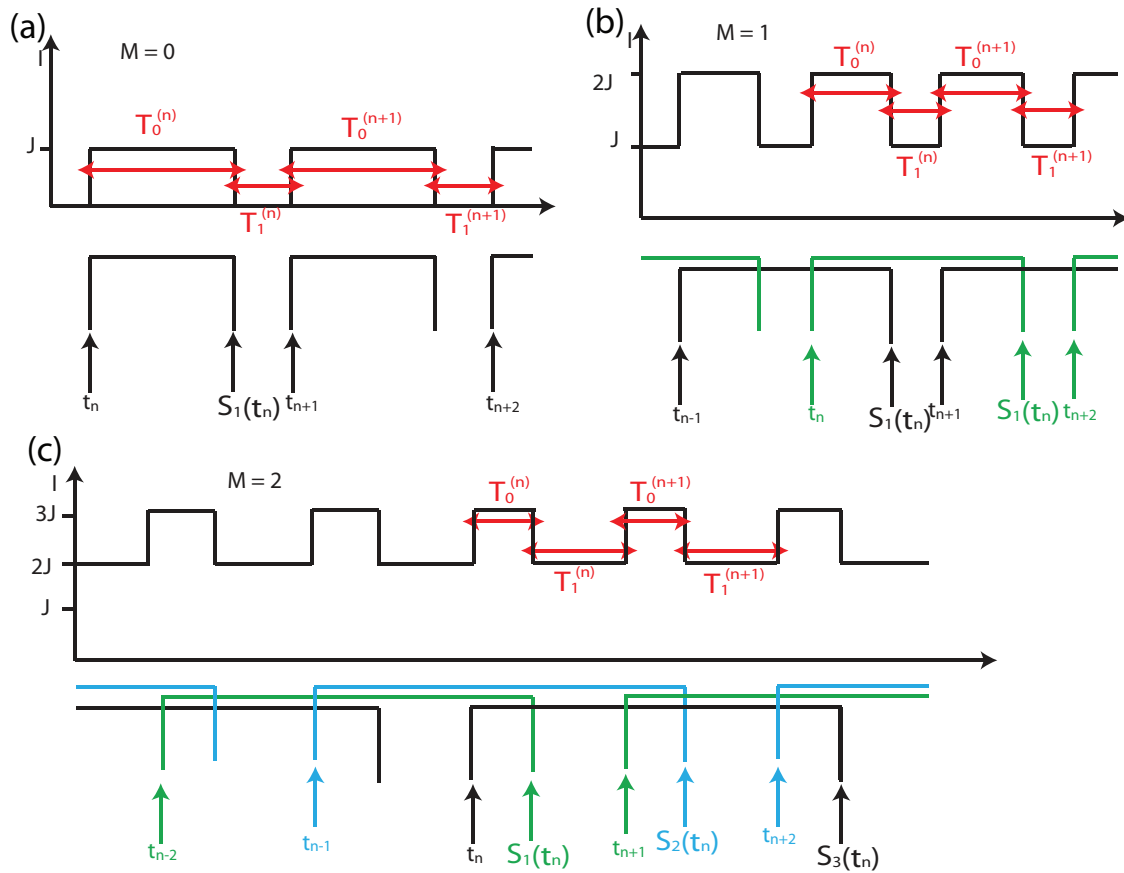 (a)
M = 0
I
J
T₀⁽ⁿ⁾
T₀⁽ⁿ⁺¹⁾
T₁⁽ⁿ⁾
T₁⁽ⁿ⁺¹⁾
tₙ
S₁(tₙ)
tₙ₊₁
tₙ₊₂
(b)
M = 1
I
2J
J
T₀⁽ⁿ⁾
T₀⁽ⁿ⁺¹⁾
T₁⁽ⁿ⁾
T₁⁽ⁿ⁺¹⁾
tₙ₋₁
tₙ
S₁(tₙ)
tₙ₊₁
S₁(tₙ)
tₙ₊₂
(c)
M = 2
I
3J
2J
J
T₀⁽ⁿ⁾
T₀⁽ⁿ⁺¹⁾
T₁⁽ⁿ⁾
T₁⁽ⁿ⁺¹⁾
tₙ₋₂
tₙ₋₁
tₙ
S₁(tₙ)
tₙ₊₁
S₂(tₙ)
tₙ₊₂
S₃(tₙ)